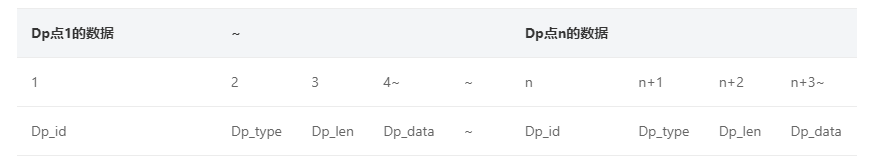 Dp点1的数据 ~ Dp点n的数据
1 2 3 4~ ~ n n+1 n+2 n+3~
Dp_id Dp_type Dp_len Dp_data ~ Dp_id Dp_type Dp_len Dp_data